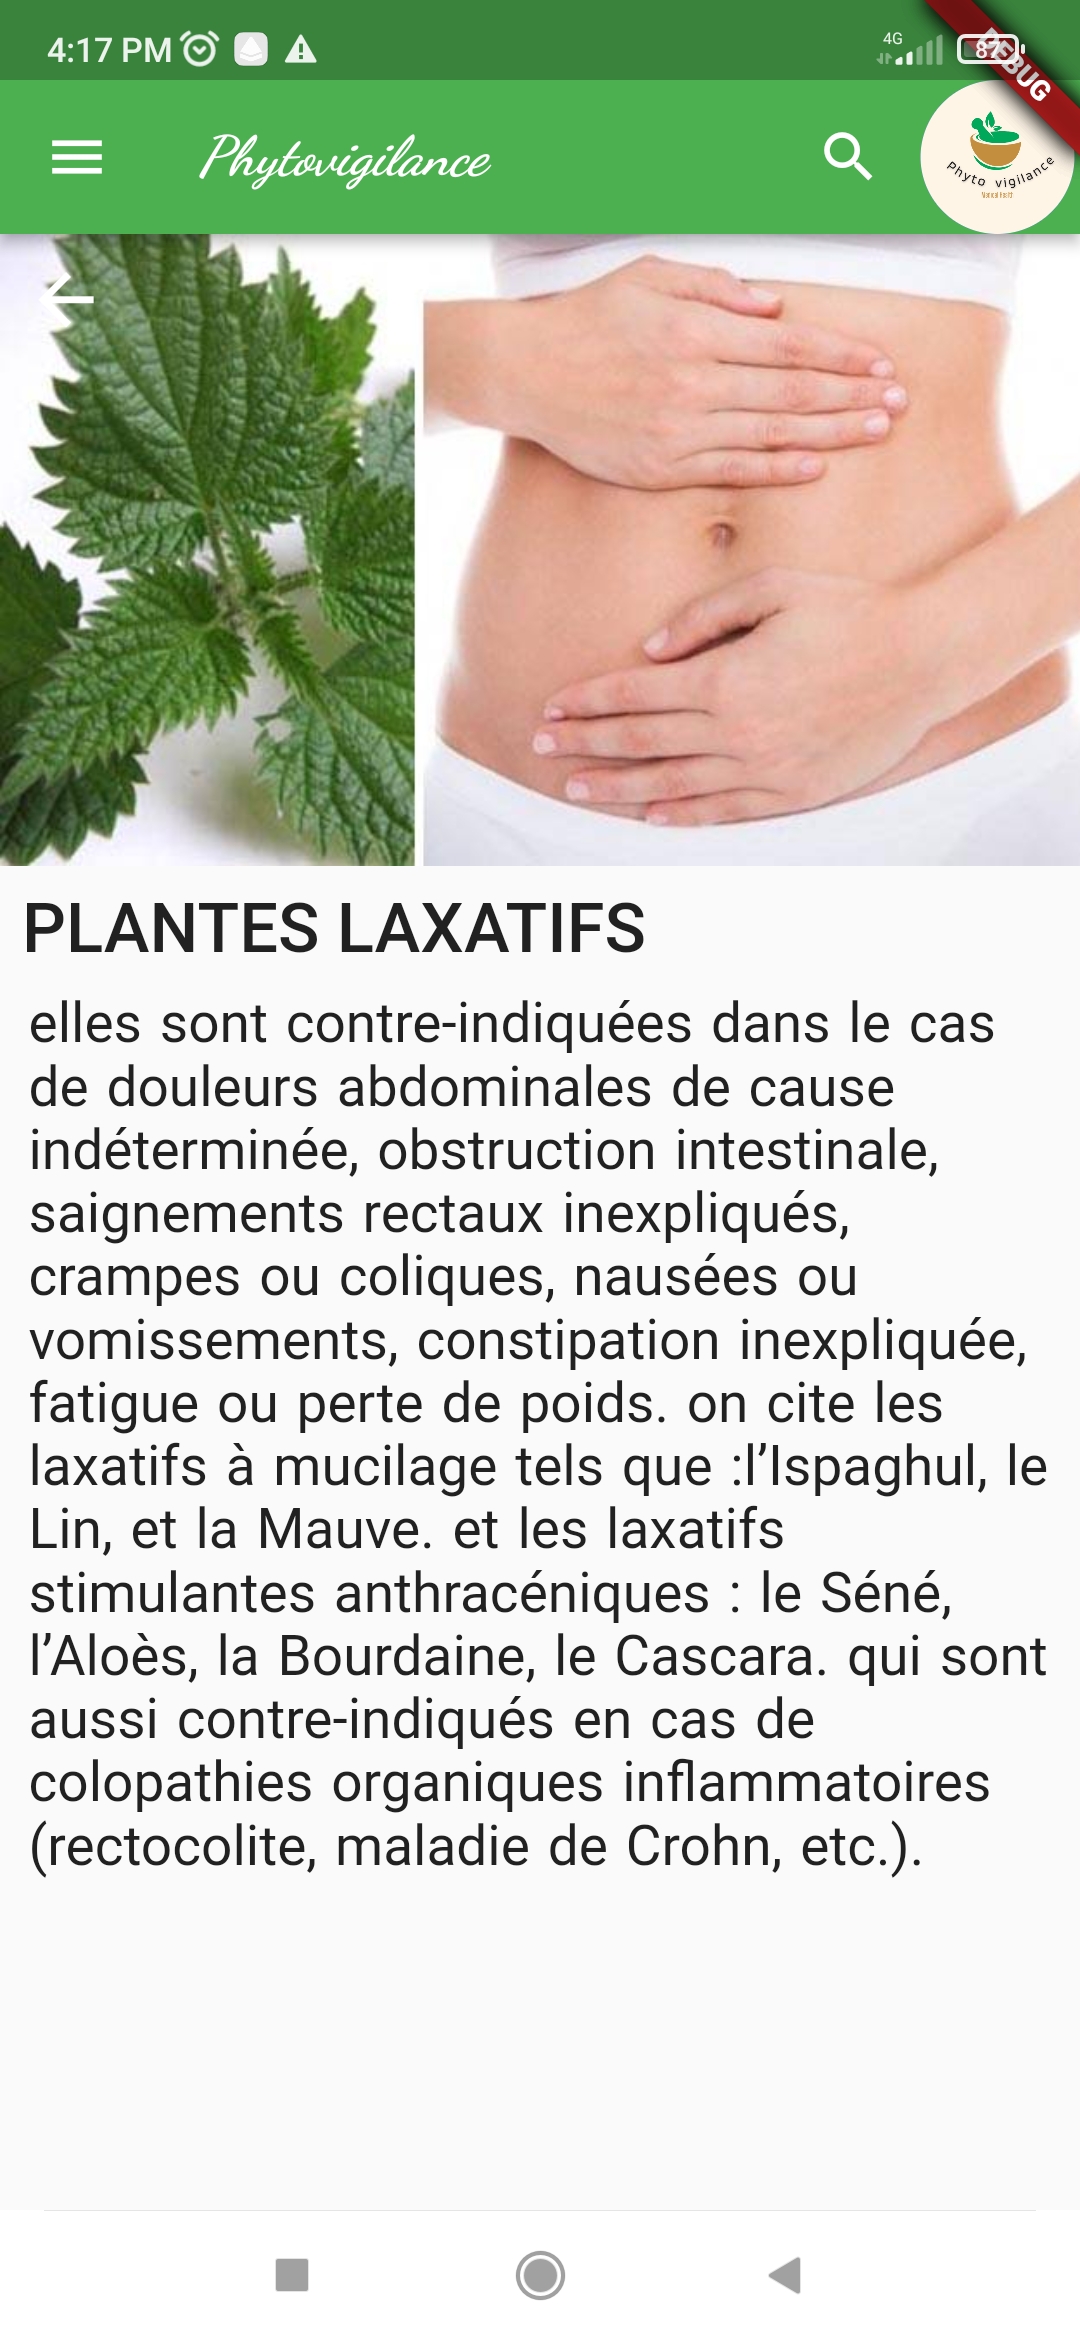 4:17 PM
4G
87
DEBUG
Phytovigilance
Phyto vigilance
PLANTES LAXATIFS
elles sont contre-indiquées dans le cas
de douleurs abdominales de cause
indéterminée, obstruction intestinale,
saignements rectaux inexpliqués,
crampes ou coliques, nausées ou
vomissements, constipation inexpliquée,
fatigue ou perte de poids. on cite les
laxatifs à mucilage tels que :l’Ispaghul, le
Lin, et la Mauve. et les laxatifs
stimulantes anthracéniques : le Séné,
l’Aloès, la Bourdaine, le Cascara. qui sont
aussi contre-indiqués en cas de
colopathies organiques inflammatoires
(rectocolite, maladie de Crohn, etc.).